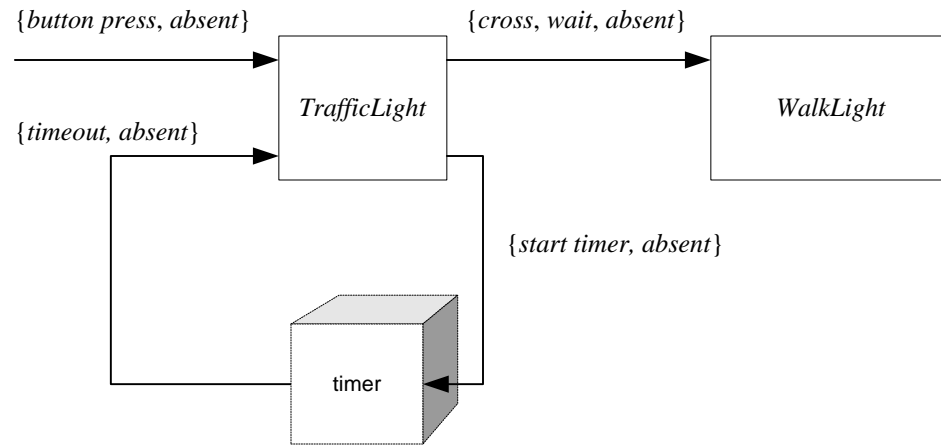 {button press, absent}
{cross, wait, absent}
TrafficLight
WalkLight
{timeout, absent}
{start timer, absent}
timer